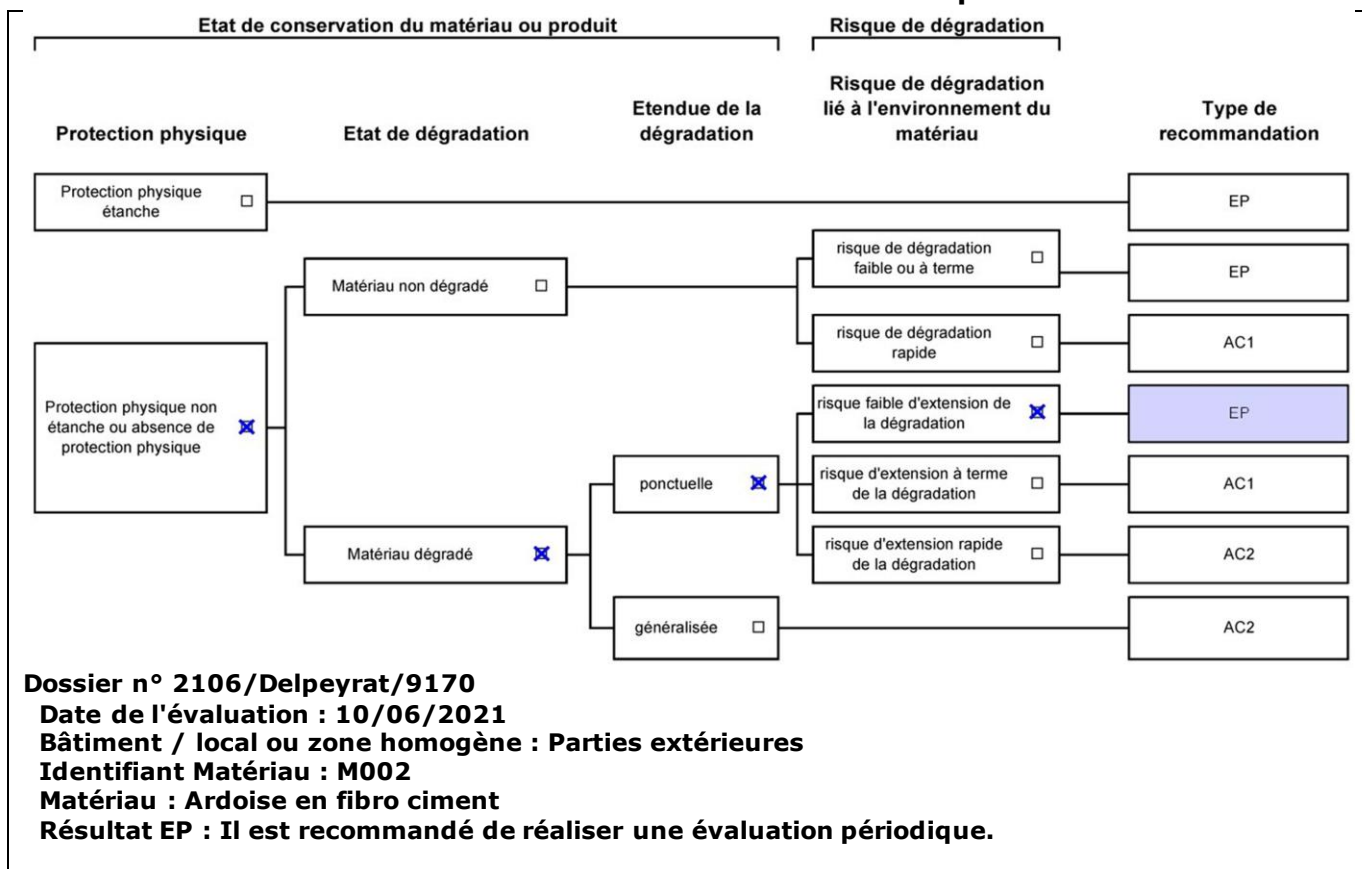 Etat de conservation du matériau ou produit
Risque de dégradation
Protection physique
Etat de dégradation
Etendue de la
dégradation
Risque de dégradation
lié à l'environnement du
matériau
Type de
recommandation
Protection physique
étanche
EP
Matériau non dégradé
risque de dégradation
faible ou à terme
EP
risque de dégradation
rapide
AC1
Protection physique non
étanche ou absence de
protection physique
risque faible d'extension de
la dégradation
EP
ponctuelle
risque d'extension à terme
de la dégradation
AC1
Matériau dégradé
risque d'extension rapide
de la dégradation
AC2
généralisée
AC2
Dossier n° 2106/Delpeyrat/9170
Date de l'évaluation : 10/06/2021
Bâtiment / local ou zone homogène : Parties extérieures
Identifiant Matériau : M002
Matériau : Ardoise en fibro ciment
Résultat EP : Il est recommandé de réaliser une évaluation périodique.